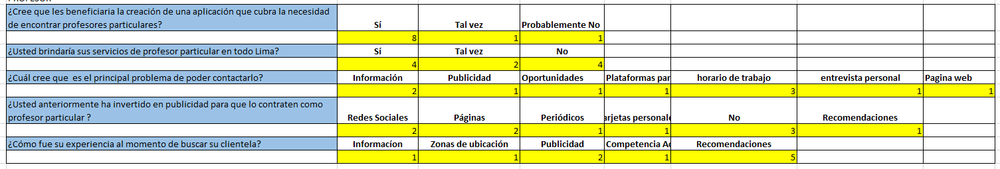 ¿Cree que les beneficiaria la creación de una aplicación que cubra la necesidad
de encontrar profesores particulares? Sí Tal vez Probablemente No
8 1 1
¿Usted brindaría sus servicios de profesor particular en todo Lima? Sí Tal vez No
4 2 4
¿Cuál cree que es el principal problema de poder contactarlo? Información Publicidad Oportunidades Plataformas par horario de trabajo entrevista personal Pagina web
2 1 1 1 3 1 1
¿Usted anteriormente ha invertido en publicidad para que lo contraten como
profesor particular ? Redes Sociales Páginas Periódicos arjetas personale No Recomendaciones
2 2 1 1 3 1
¿Cómo fue su experiencia al momento de buscar su clientela? Informacíon Zonas de ubicación Publicidad Competencia Ad Recomendaciones
1 1 2 1 5